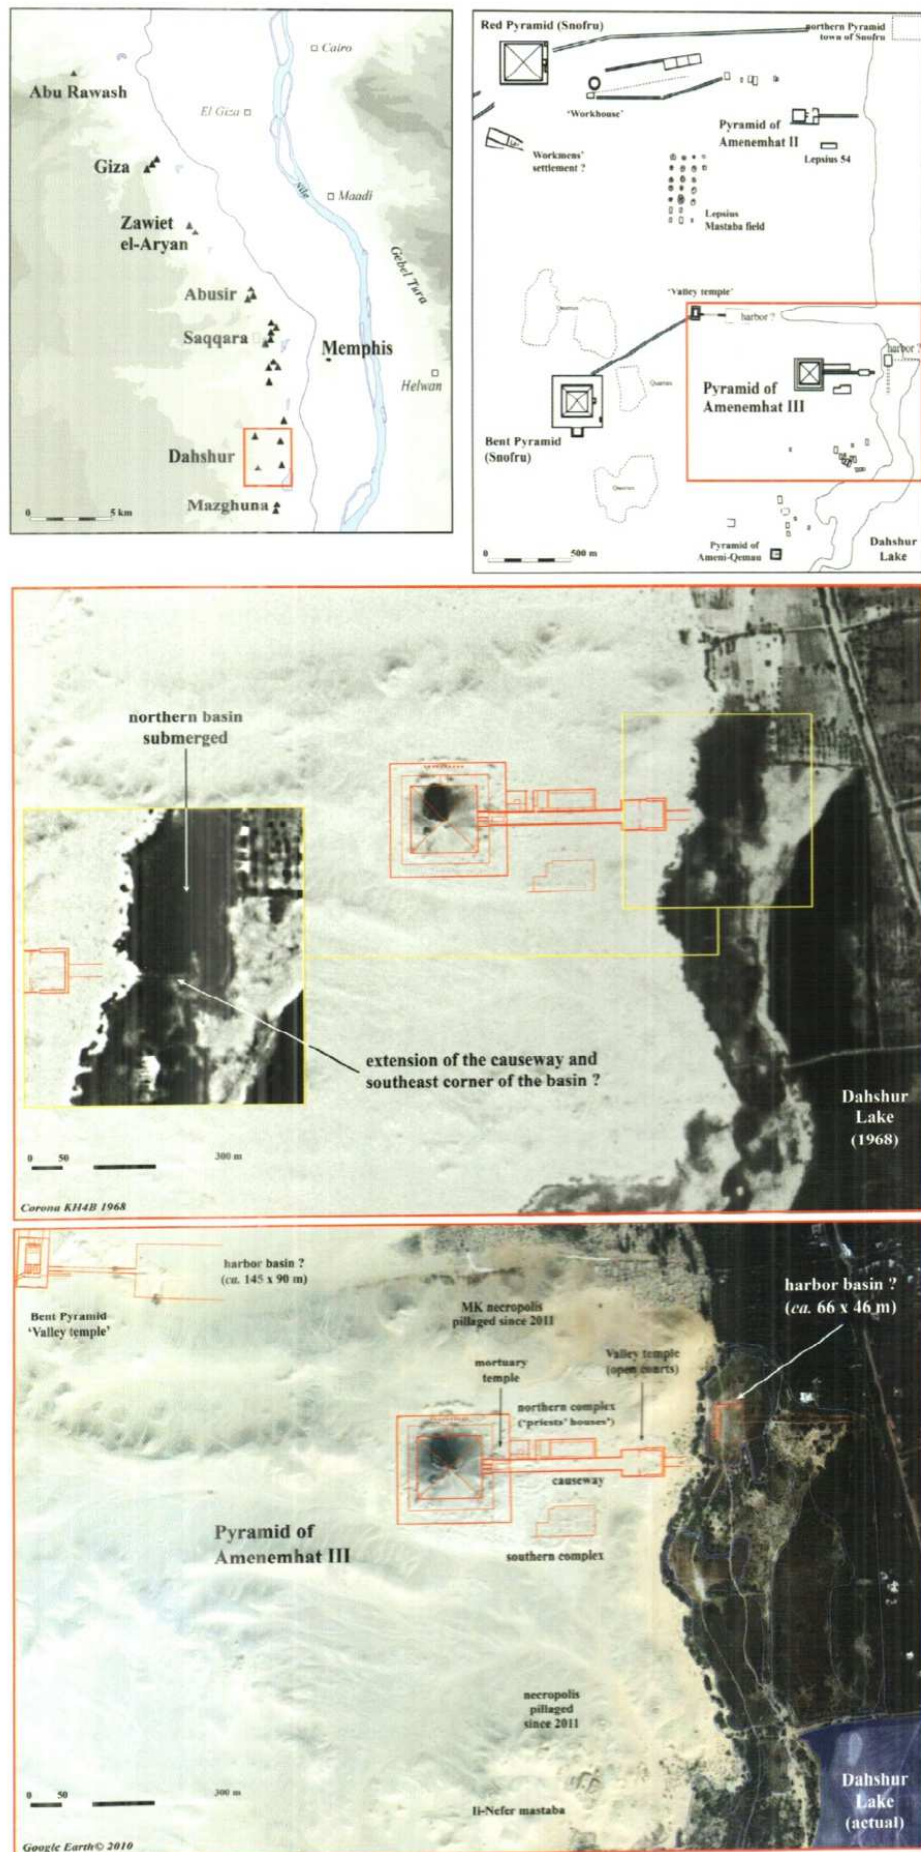 Cairo
Abu Rawash
El Giza
Giza
Nile
Maadi
Zawiet
el-Aryan
Gebel Tura
Abusir
Saqqara
Memphis
Helwan
Dahshur
Mazghuna
0 5 km
Red Pyramid (Snofru)
northern Pyramid
town of Snofru
'Workhouse'
Pyramid of
Amenemhat II
Workmens'
settlement ?
Lepsius 54
Lepsius
Mastaba field
'Valley temple'
Quarries
harbor ?
harbor ?
Quarries
Pyramid of
Amenemhat III
Bent Pyramid
(Snofru)
Quarries
Pyramid of
Ameni-Qemau
Dahshur
Lake
0 500 m
northern basin
submerged
extension of the causeway and
southeast corner of the basin ?
Dahshur
Lake
(1968)
0 50 300 m
Corona KH4B 1968
harbor basin ?
(ca. 145 x 90 m)
Bent Pyramid
'Valley temple'
MK necropolis
pillaged since 2011
harbor basin ?
(ca. 66 x 46 m)
mortuary
temple
Valley temple
(open courts)
northern complex
('priests' houses')
causeway
Pyramid of
Amenemhat III
southern complex
necropolis
pillaged
since 2011
0 50 300 m
Ii-Nefer mastaba
Dahshur
Lake
(actual)
Google Earth© 2010